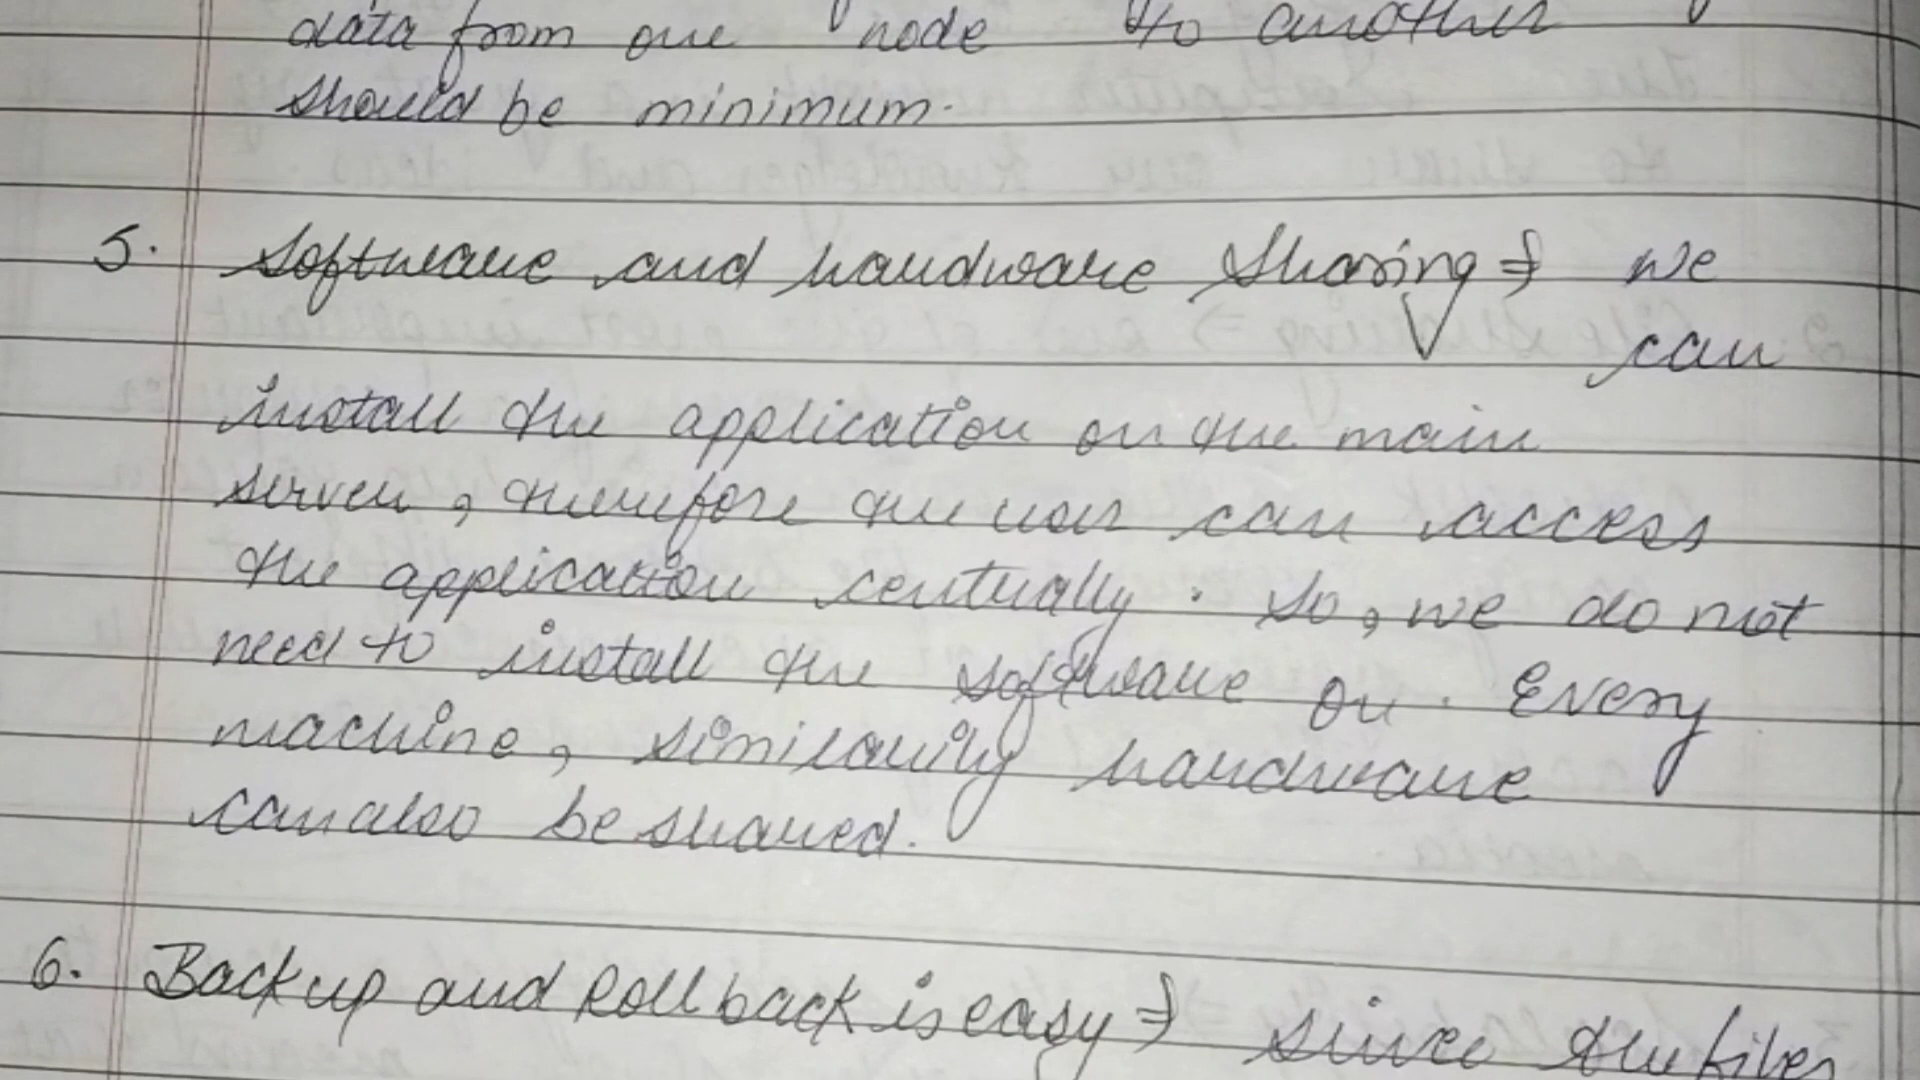 data from one node to another
should be minimum.
5. Software and hardware Sharing ⇒ we
can
install the application on the main
server, therefore the user can access
the application centrally. So, we do not
need to install the software on. Every
machine, similarily hardware
can also be shared.
6. Backup and Roll back is easy ⇒ since the files